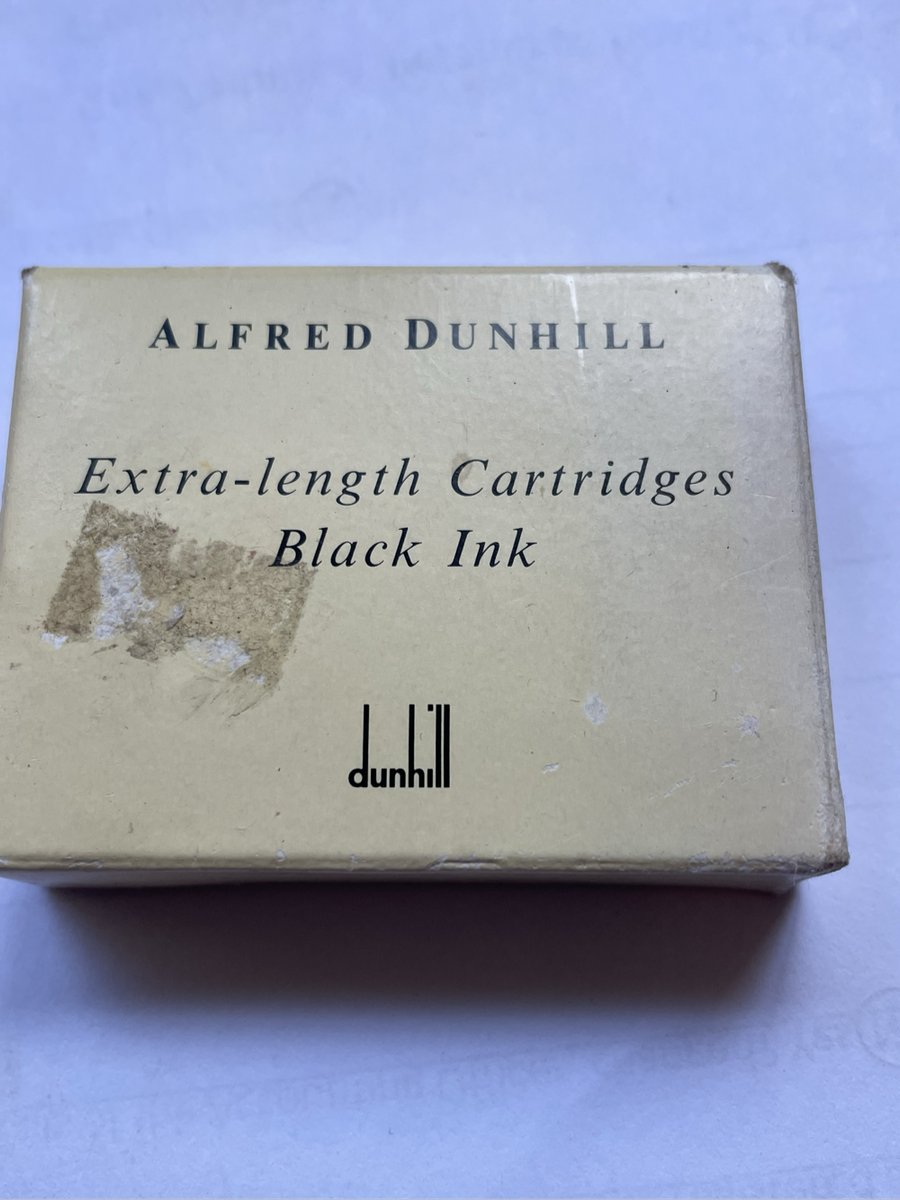 ALFRED DUNHILL
Extra-length Cartridges
Black Ink
dunhill